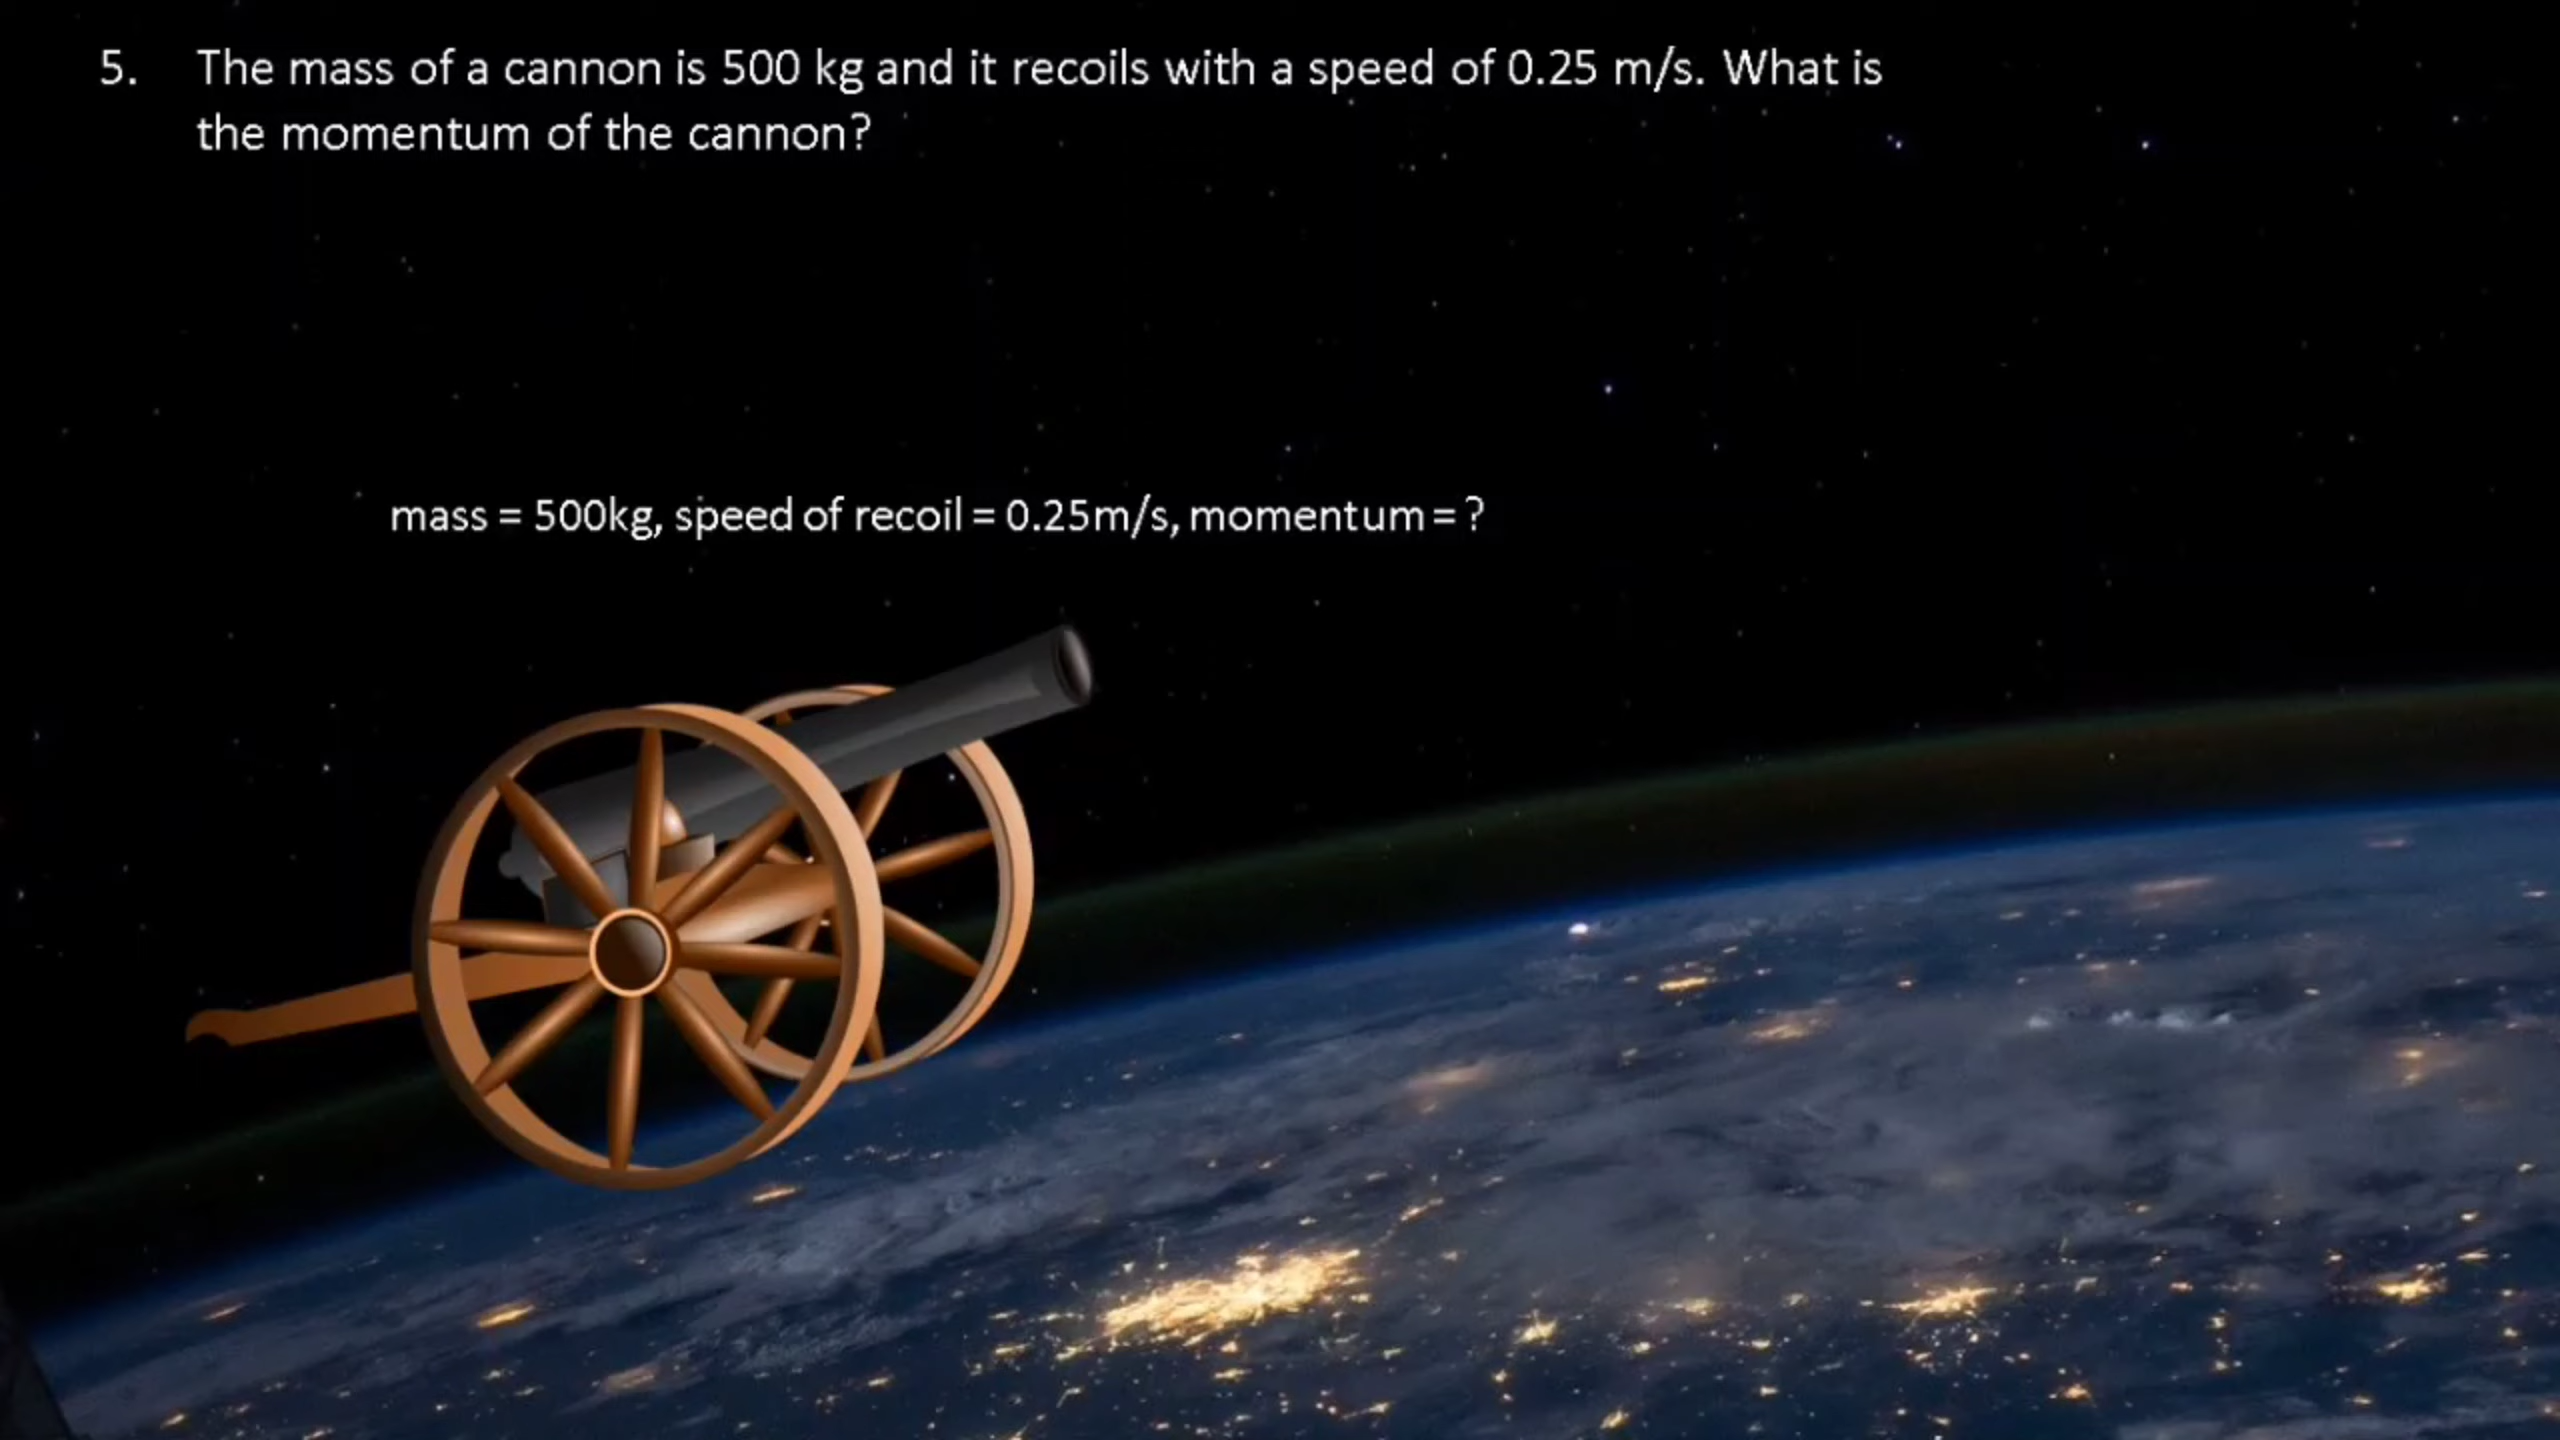 5. The mass of a cannon is 500 kg and it recoils with a speed of 0.25 m/s. What is
the momentum of the cannon?
mass = 500kg, speed of recoil = 0.25m/s, momentum = ?